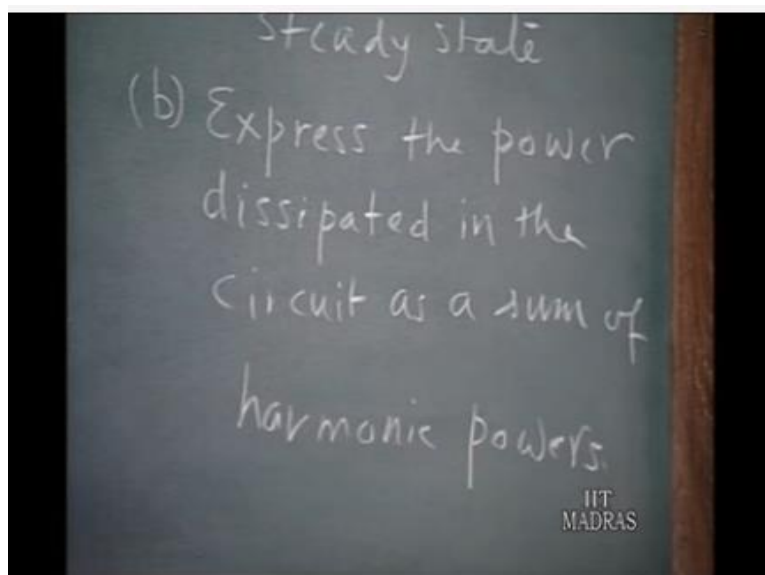 steady state
(b) Express the power
dissipated in the
circuit as a sum of
harmonic powers.
IIT
MADRAS